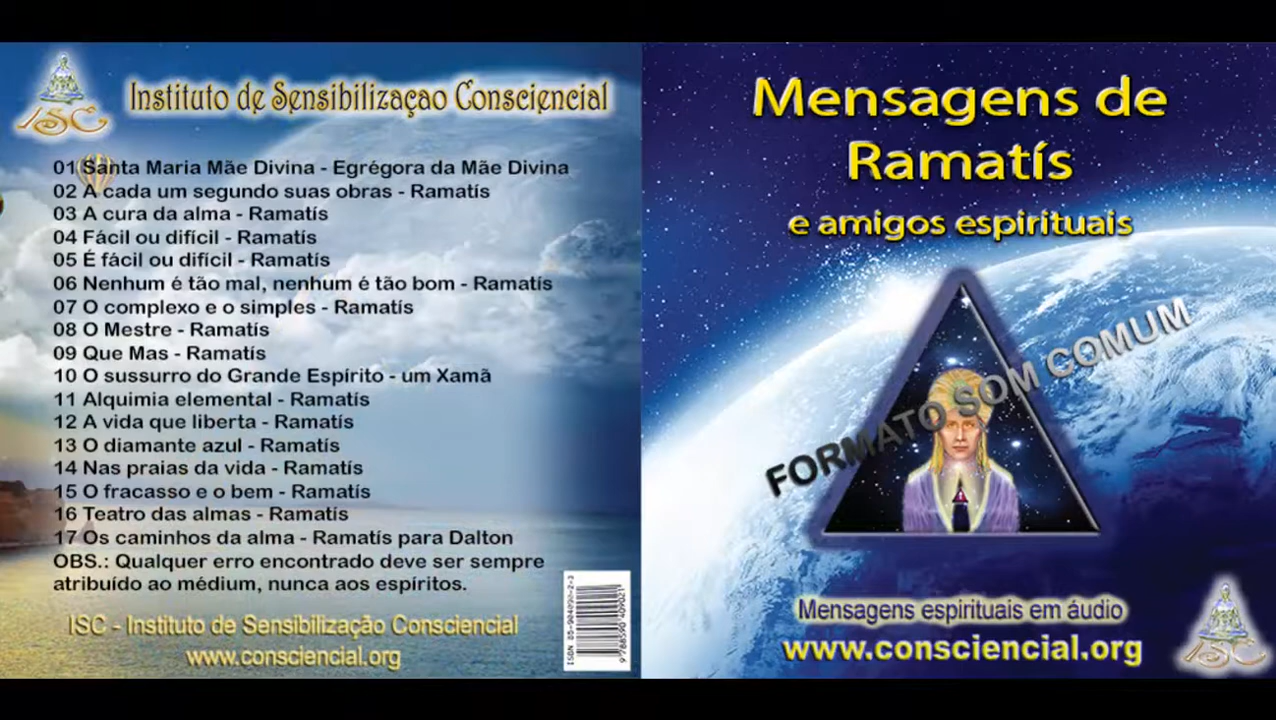 ISC
Instituto de Sensibilizaçao Consciencial
01 Santa Maria Mãe Divina - Egrégora da Mãe Divina
02 A cada um segundo suas obras - Ramatís
03 A cura da alma - Ramatís
04 Fácil ou difícil - Ramatís
05 É fácil ou difícil - Ramatís
06 Nenhum é tão mal, nenhum é tão bom - Ramatís
07 O complexo e o simples - Ramatís
08 O Mestre - Ramatís
09 Que Mas - Ramatís
10 O sussurro do Grande Espírito - um Xamã
11 Alquimia elemental - Ramatís
12 A vida que liberta - Ramatís
13 O diamante azul - Ramatís
14 Nas praias da vida - Ramatís
15 O fracasso e o bem - Ramatís
16 Teatro das almas - Ramatís
17 Os caminhos da alma - Ramatís para Dalton
OBS.: Qualquer erro encontrado deve ser sempre
atribuído ao médium, nunca aos espíritos.
ISC - Instituto de Sensibilização Consciencial
www.consciencial.org
Mensagens de
Ramatís
e amigos espirituais
FORMATO SOM COMUM
Mensagens espirituais em áudio
www.consciencial.org
ISC